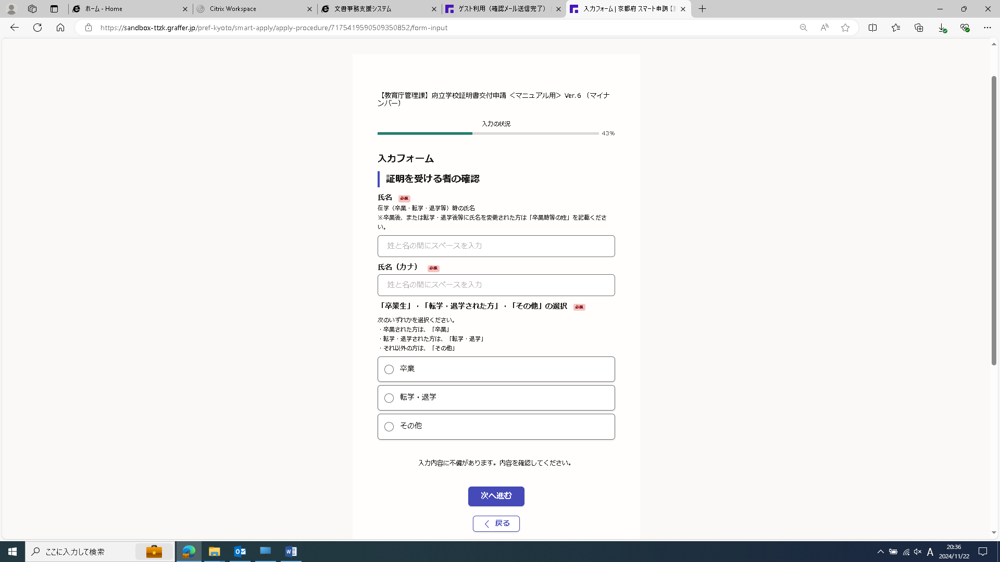 ホーム - Home
Citrix Workspace
文書事務支援システム
ゲスト利用（確認メール送信完了）
入力フォーム | 京都府 スマート申請
https://sandbox-ttzk.graffer.jp/pref-kyoto/smart-apply/apply-procedure/7175419590509350852/form-input
【教育庁管理課】府立学校証明書交付申請 ＜マニュアル用＞ Ver. 6 （マイナ
ンバー）
入力の状況
43%
入力フォーム
証明を受ける者の確認
氏名 必須
在学（卒業・転学・退学等）時の氏名
※卒業後、または転学・退学後等に氏名を変更された方は「卒業時等の姓」を記載くださ
い。
姓と名の間にスペースを入力
氏名（カナ） 必須
姓と名の間にスペースを入力
「卒業生」・「転学・退学された方」・「その他」の選択 必須
次のいずれかを選択ください。
・卒業された方は、「卒業」
・転学・退学された方は、「転学・退学」
・それ以外の方は、「その他」
卒業
転学・退学
その他
入力内容に不備があります。内容を確認してください。
次へ進む
戻る
ここに入力して検索
A
20:36
2024/11/22